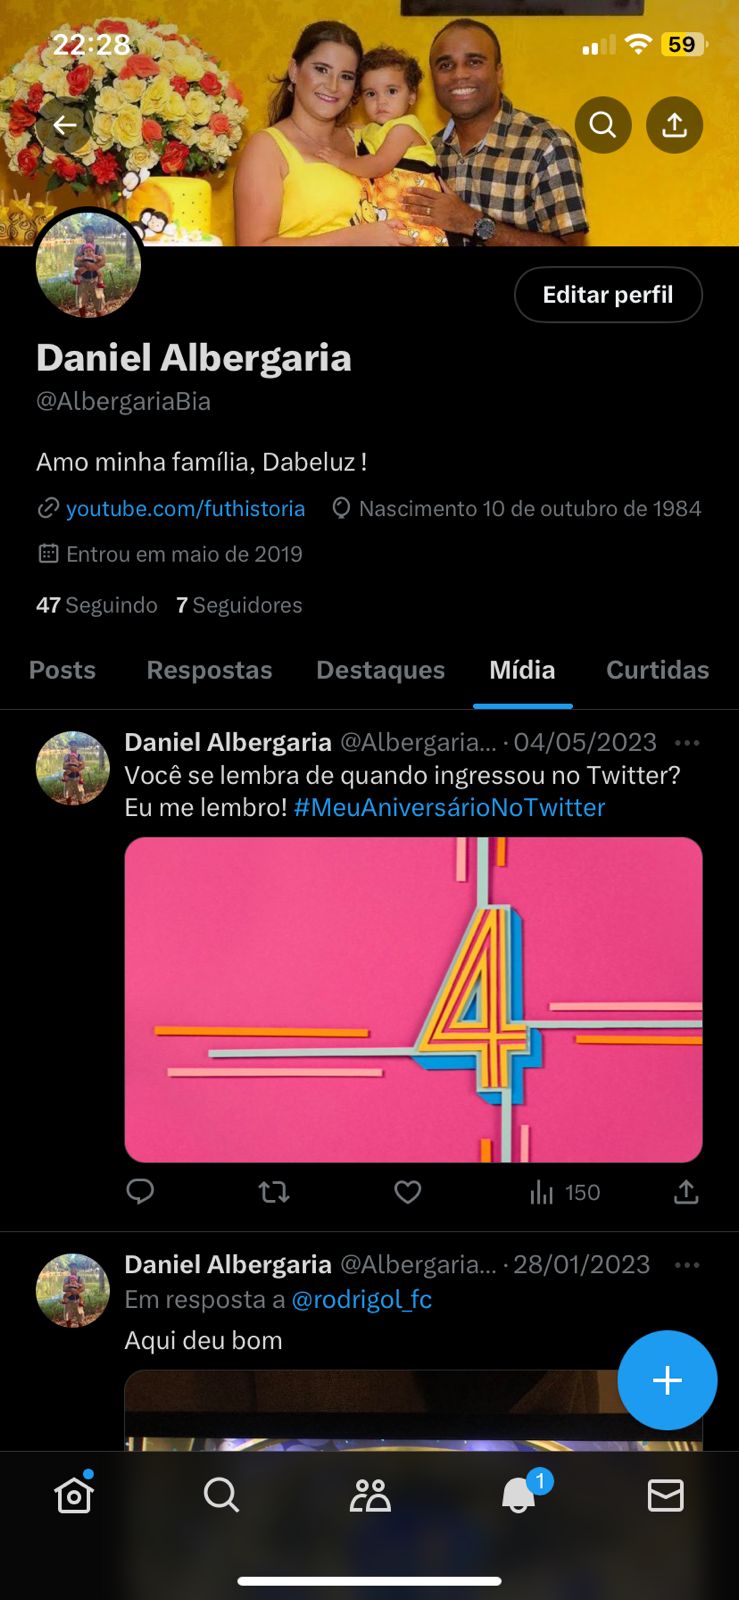 22:28
59
Editar perfil
Daniel Albergaria
@AlbergariaBia
Amo minha família, Dabeluz !
youtube.com/futhistoria Nascimento 10 de outubro de 1984
Entrou em maio de 2019
47 Seguindo 7 Seguidores
Posts Respostas Destaques Mídia Curtidas
Daniel Albergaria @Albergaria... · 04/05/2023
Você se lembra de quando ingressou no Twitter?
Eu me lembro! #MeuAniversárioNoTwitter
4
150
Daniel Albergaria @Albergaria... · 28/01/2023
Em resposta a @rodrigol_fc
Aqui deu bom
1